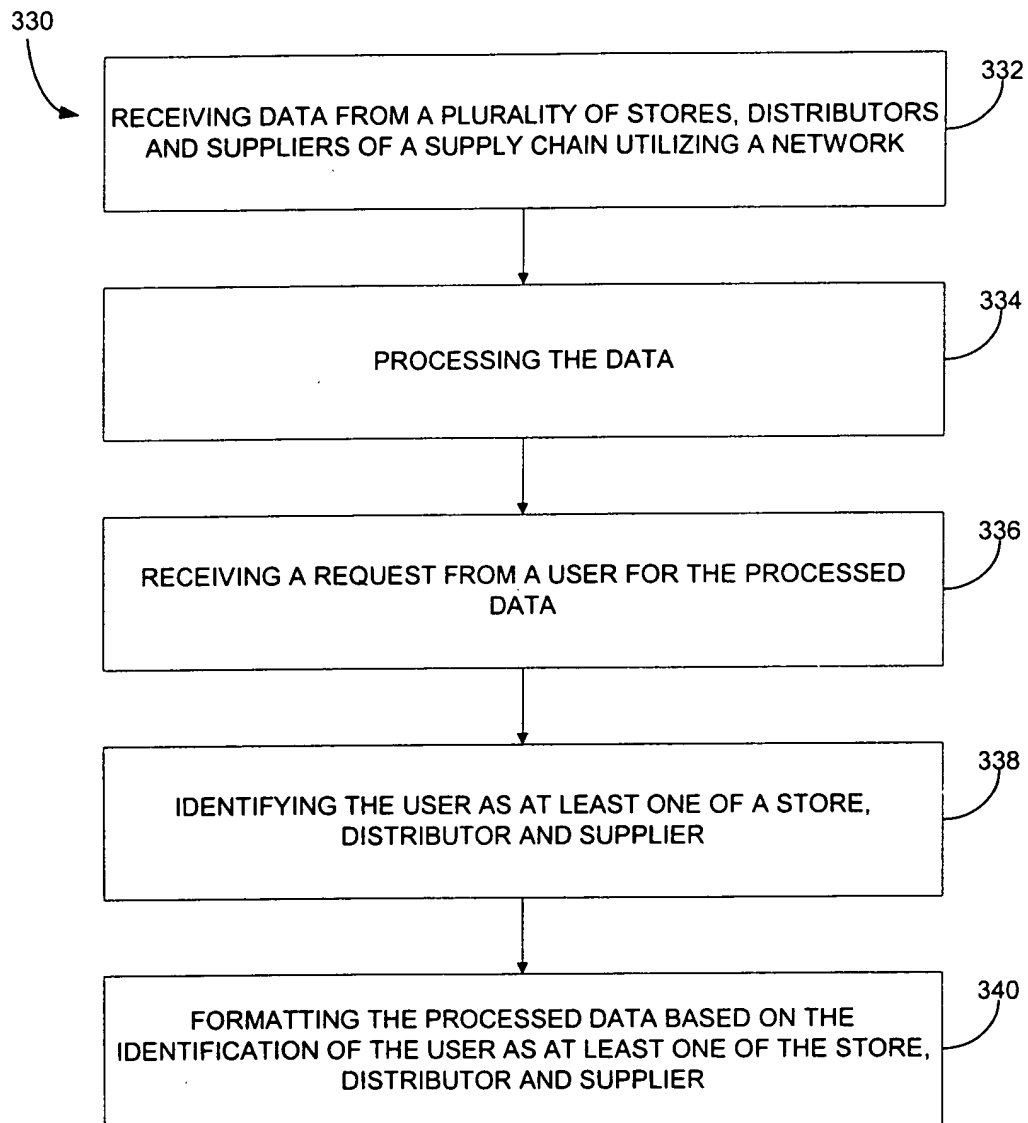 330
332
RECEIVING DATA FROM A PLURALITY OF STORES, DISTRIBUTORS
AND SUPPLIERS OF A SUPPLY CHAIN UTILIZING A NETWORK
334
PROCESSING THE DATA
336
RECEIVING A REQUEST FROM A USER FOR THE PROCESSED
DATA
338
IDENTIFYING THE USER AS AT LEAST ONE OF A STORE,
DISTRIBUTOR AND SUPPLIER
340
FORMATTING THE PROCESSED DATA BASED ON THE
IDENTIFICATION OF THE USER AS AT LEAST ONE OF THE STORE,
DISTRIBUTOR AND SUPPLIER